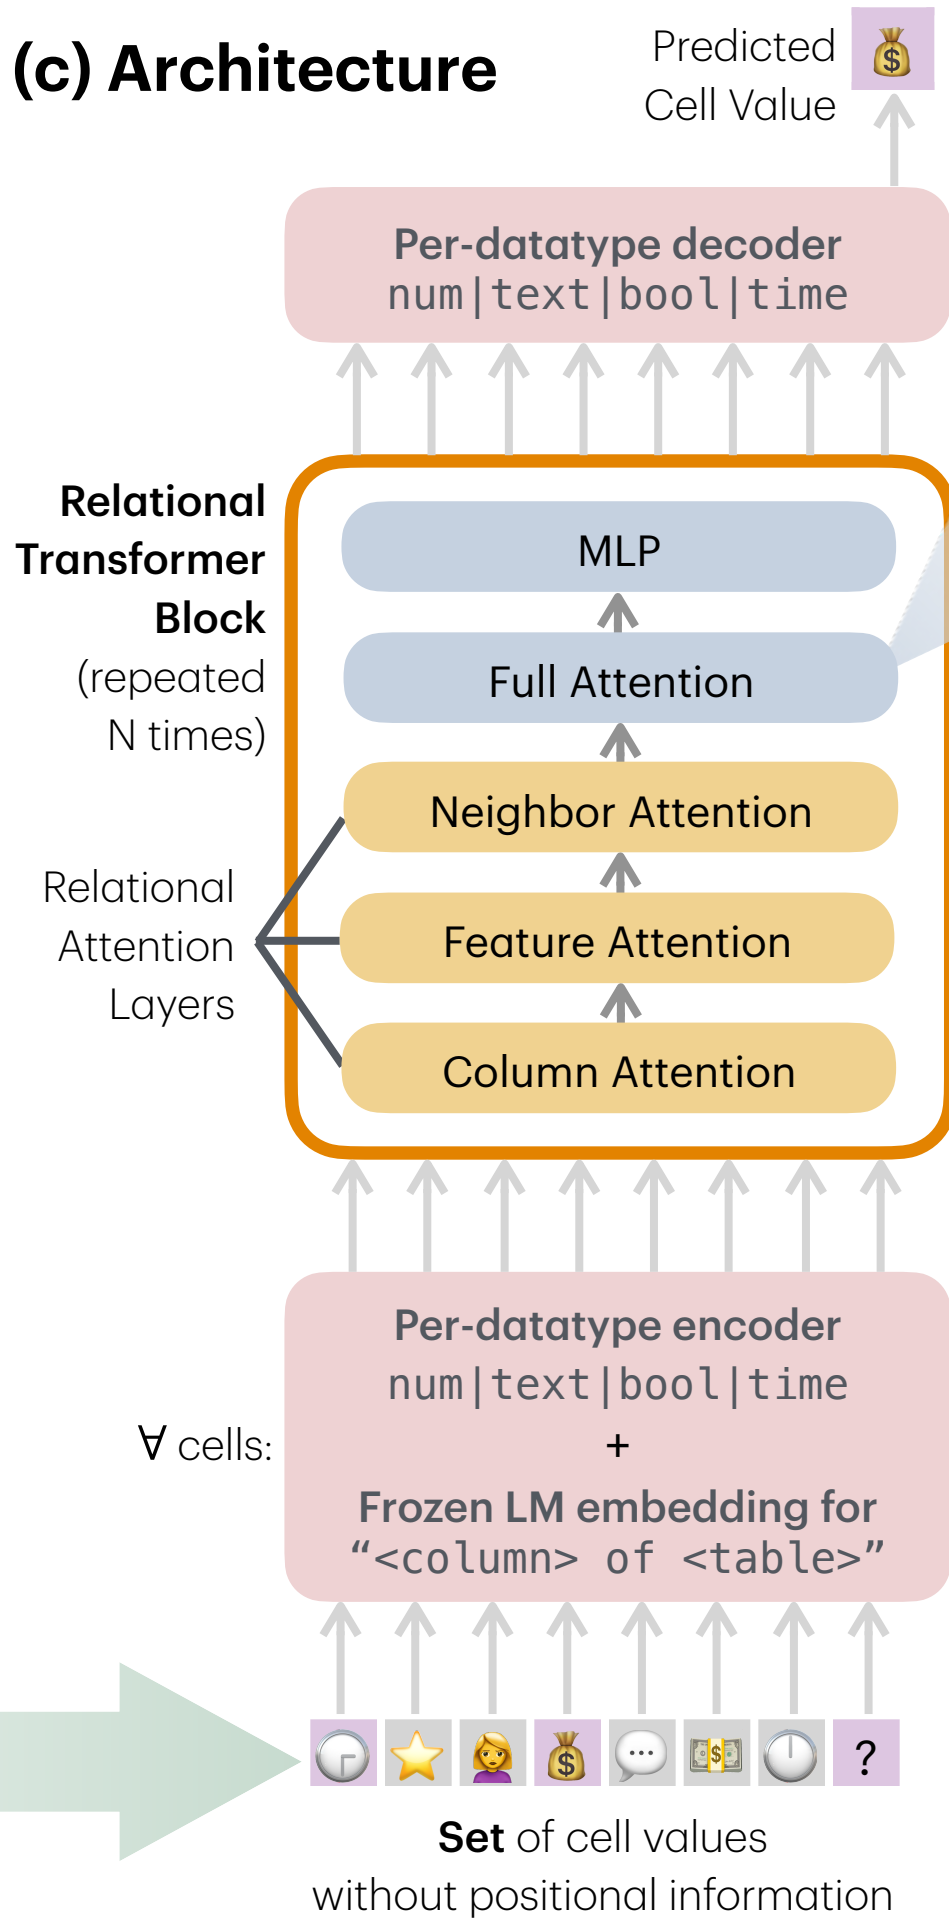 (c) Architecture
Predicted
Cell Value
$
Per-datatype decoder
num|text|bool|time
Relational
Transformer
Block
(repeated
N times)
MLP
Full Attention
Neighbor Attention
Feature Attention
Column Attention
Relational
Attention
Layers
Per-datatype encoder
num|text|bool|time
+
Frozen LM embedding for
“<column> of <table>”
∀ cells:
$
$
?
Set of cell values
without positional information